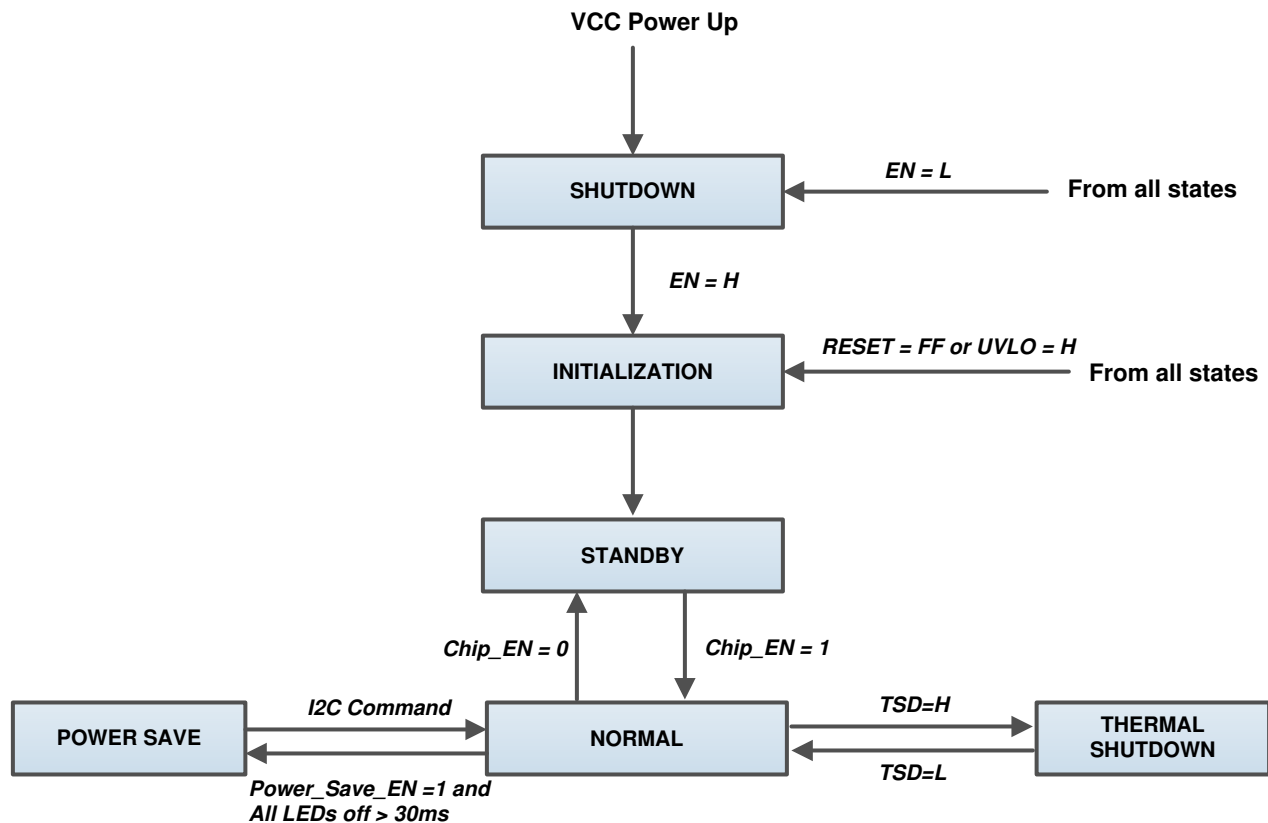 VCC Power Up
SHUTDOWN
EN = L
From all states
EN = H
INITIALIZATION
RESET = FF or UVLO = H
From all states
STANDBY
Chip_EN = 0
Chip_EN = 1
POWER SAVE
I2C Command
Power_Save_EN =1 and
All LEDs off > 30ms
NORMAL
TSD=H
TSD=L
THERMAL
SHUTDOWN